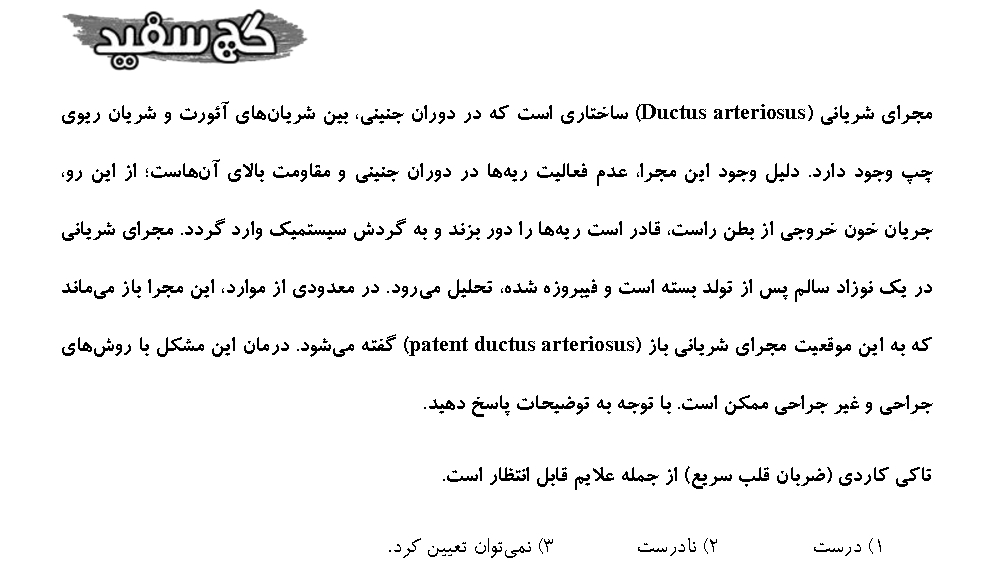 گچ سفید
مجرای شریانی (Ductus arteriosus) ساختاری است که در دوران جنینی، بین شریان‌های آئورت و شریان ریوی
چپ وجود دارد. دلیل وجود این مجرا، عدم فعالیت ریه‌ها در دوران جنینی و مقاومت بالای آن‌هاست؛ از این رو،
جریان خون خروجی از بطن راست، قادر است ریه‌ها را دور بزند و به گردش سیستمیک وارد گردد. مجرای شریانی
در یک نوزاد سالم پس از تولد بسته است و فیبروزه شده، تحلیل می‌رود. در معدودی از موارد، این مجرا باز می‌ماند
که به این موقعیت مجرای شریانی باز (patent ductus arteriosus) گفته می‌شود. درمان این مشکل با روش‌های
جراحی و غیر جراحی ممکن است. با توجه به توضیحات پاسخ دهید.
تاکی کاردی (ضربان قلب سریع) از جمله علایم قابل انتظار است.
۱) درست ۲) نادرست ۳) نمی‌توان تعیین کرد.